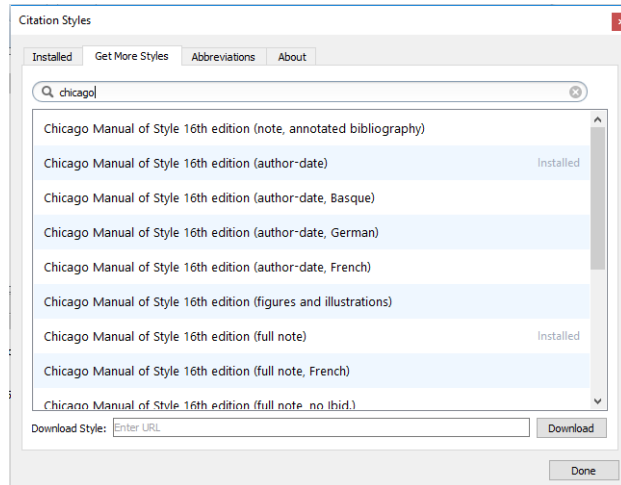 Citation Styles
Installed Get More Styles Abbreviations About
chicago
Chicago Manual of Style 16th edition (note, annotated bibliography)
Chicago Manual of Style 16th edition (author-date) Installed
Chicago Manual of Style 16th edition (author-date, Basque)
Chicago Manual of Style 16th edition (author-date, German)
Chicago Manual of Style 16th edition (author-date, French)
Chicago Manual of Style 16th edition (figures and illustrations)
Chicago Manual of Style 16th edition (full note) Installed
Chicago Manual of Style 16th edition (full note, French)
Chicago Manual of Style 16th edition (full note, no Ibid.)
Download Style: Enter URL Download
Done